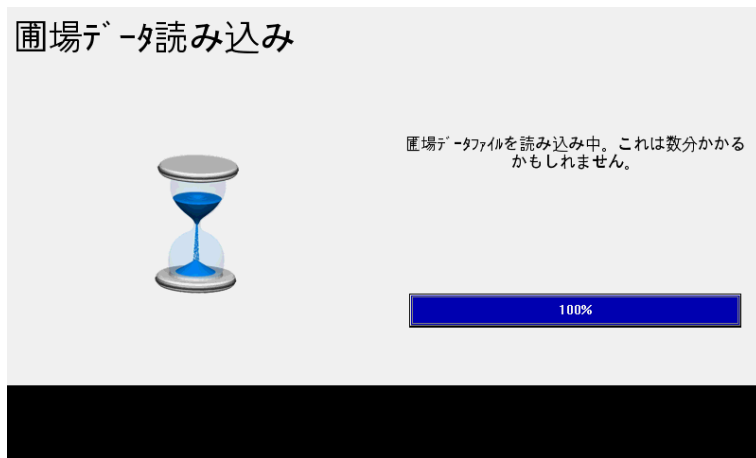 圃場ﾃﾞｰﾀ読み込み
圃場ﾃﾞｰﾀﾌｧｲﾙを読み込み中。これは数分かかる
かもしれません。
100%